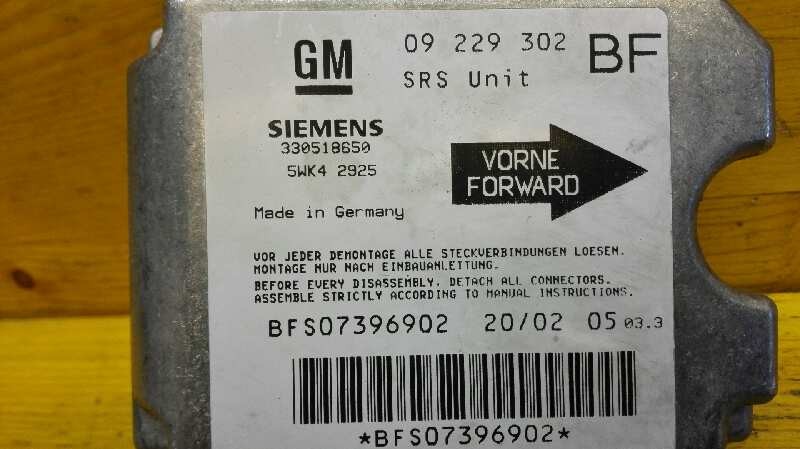 GM
09 229 302 BF
SRS Unit
SIEMENS
330518650
5WK4 2925
VORNE
FORWARD
Made in Germany
VOR JEDER DEMONTAGE ALLE STECKVERBINDUNGEN LOESEN.
MONTAGE NUR NACH EINBAUANLETTUNG.
BEFORE EVERY DISASSEMBLY. DETACH ALL CONNECTORS.
ASSEMBLE STRICTLY ACCORDING TO MANUAL INSTRUCTIONS.
BFS07396902 20/02 05 03.3
*BFS07396902*